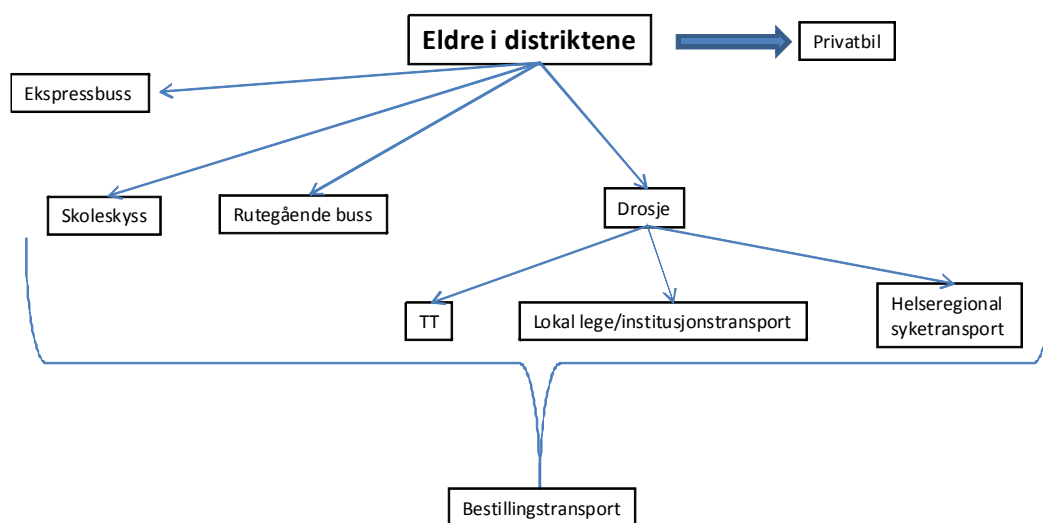 Eldre i distriktene
Privatbil
Ekspressbuss
Skoleskyss
Rutegående buss
Drosje
TT
Lokal lege/institusjonstransport
Helseregional
syketransport
Bestillingstransport